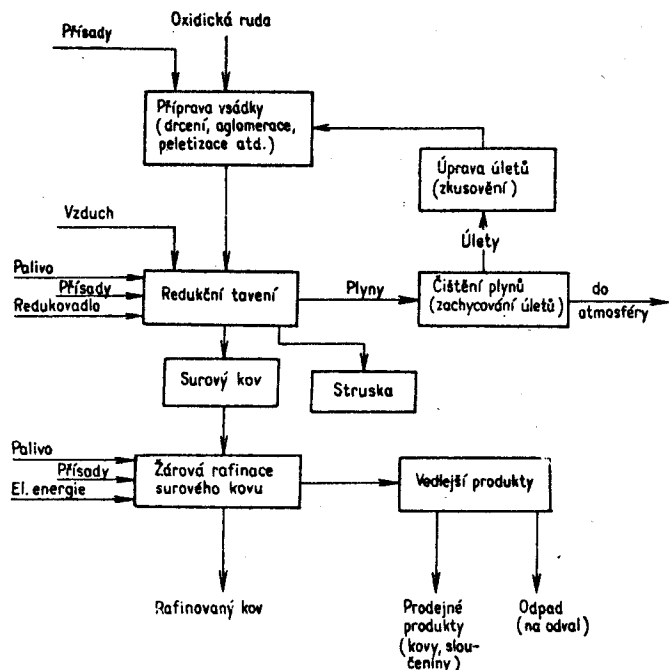 Oxidická ruda
Přísady
Příprava vsádky
(drcení, aglomerace,
peletizace atd.)
Úprava úletů
(zkusovění)
Vzduch
Úlety
Palivo
Přísady
Redukovadlo
Redukční tavení
Plyny
Čištění plynů
(zachycování úletů)
do
atmosféry
Surový kov
Struska
Palivo
Přísady
El. energie
Žárová rafinace
surového kovu
Vedlejší produkty
Rafinovaný kov
Prodejné
produkty
(kovy, slou-
čeniny)
Odpad
(na odval)